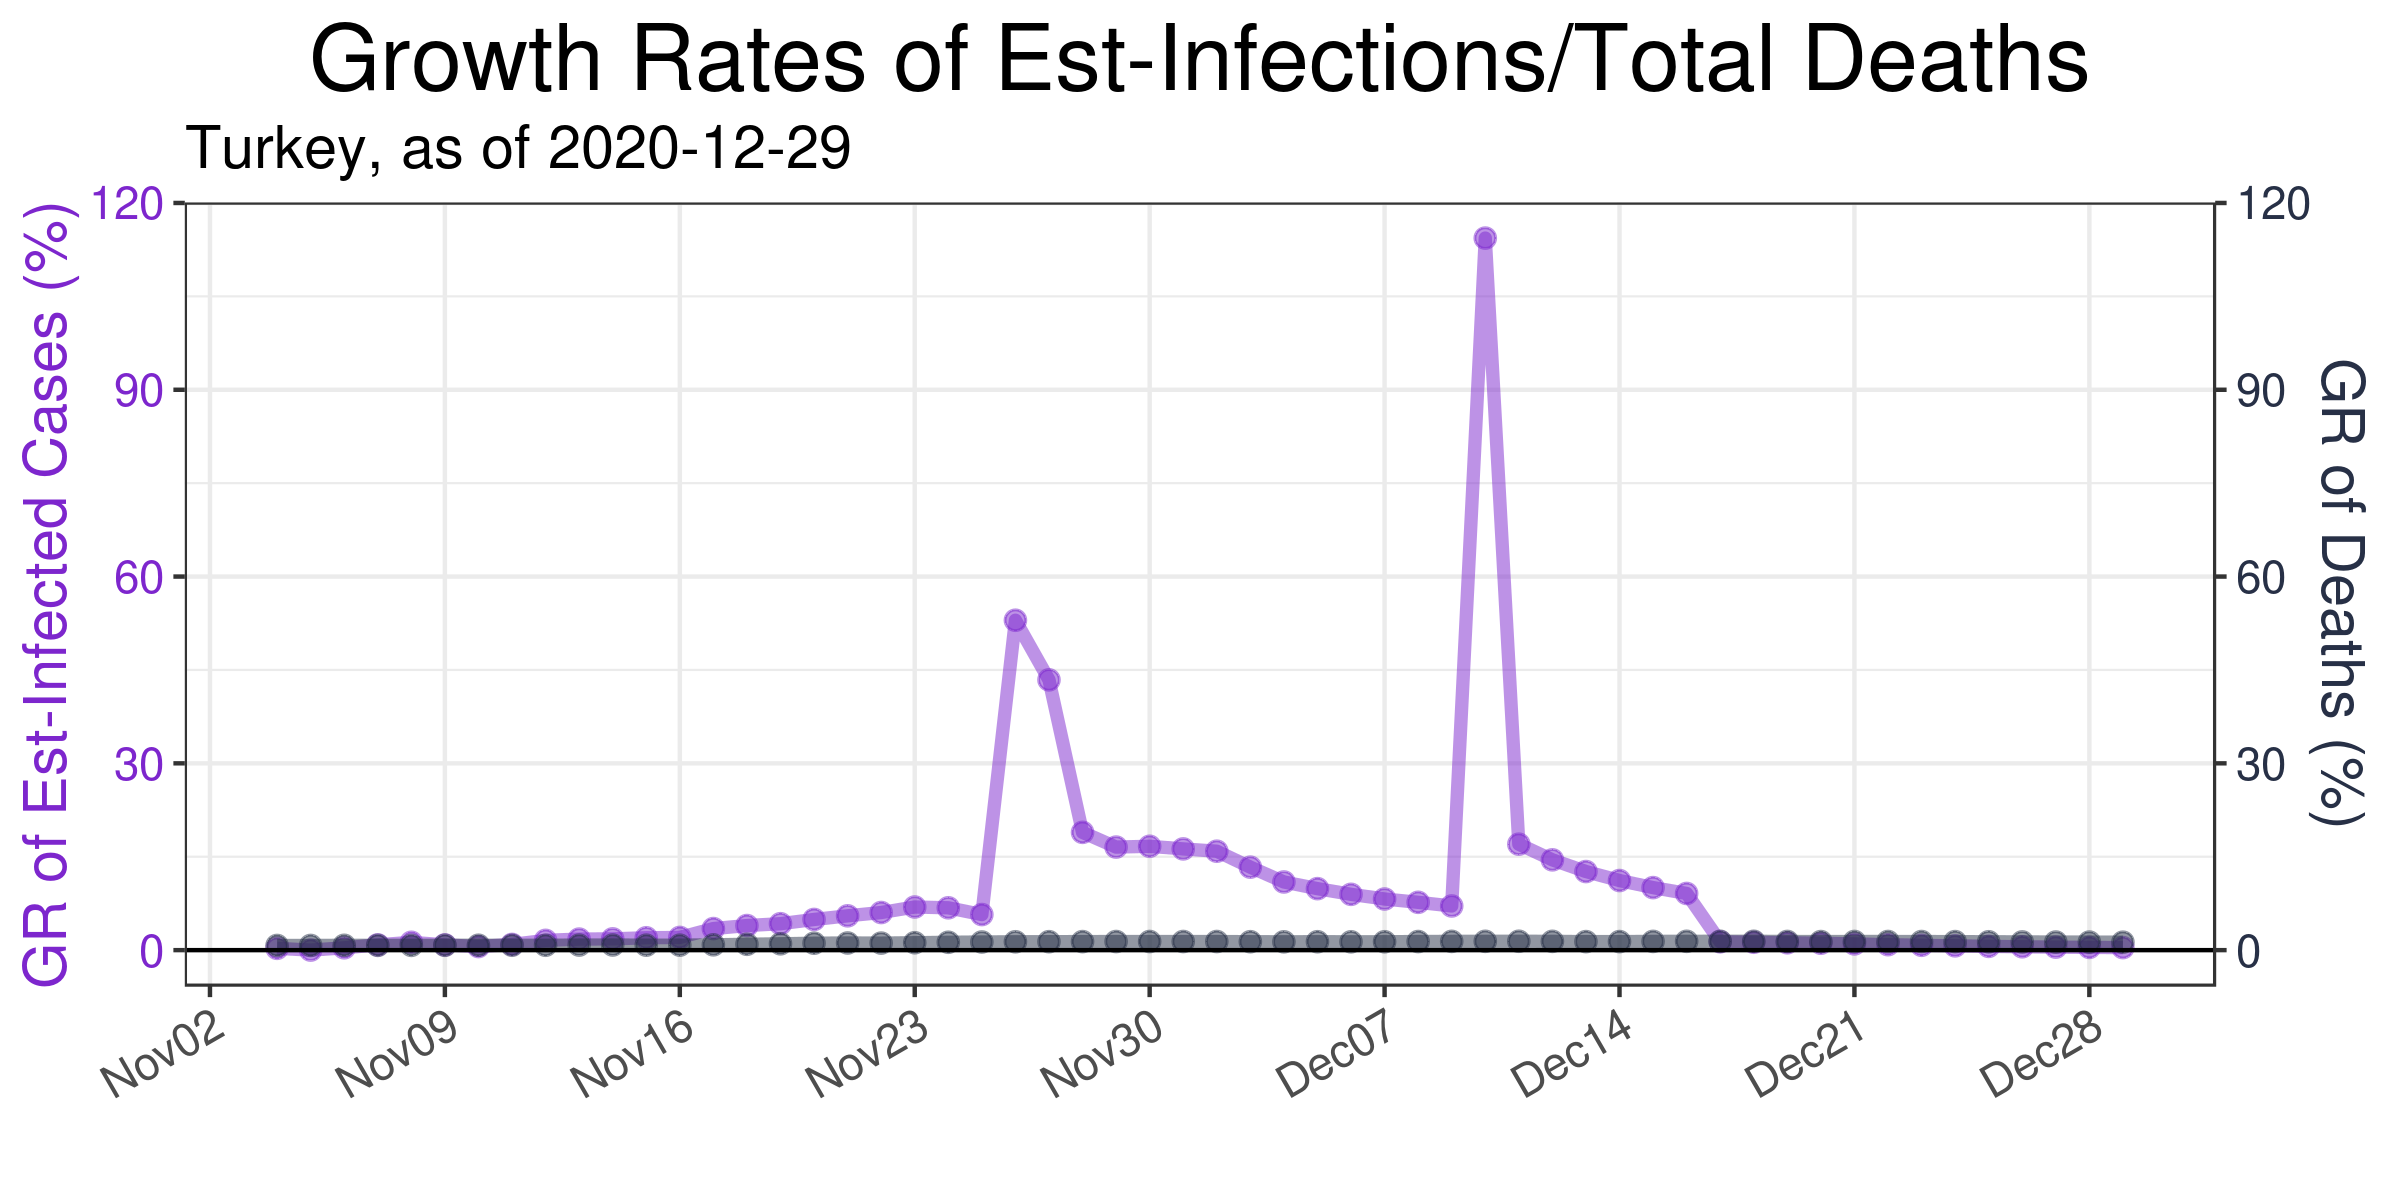 Growth Rates of Est-Infections/Total Deaths
Turkey, as of 2020-12-29
GR of Est-Infected Cases (%)
120
90
60
30
0
120
90
60
30
0
GR of Deaths (%)
Nov02
Nov09
Nov16
Nov23
Nov30
Dec07
Dec14
Dec21
Dec28